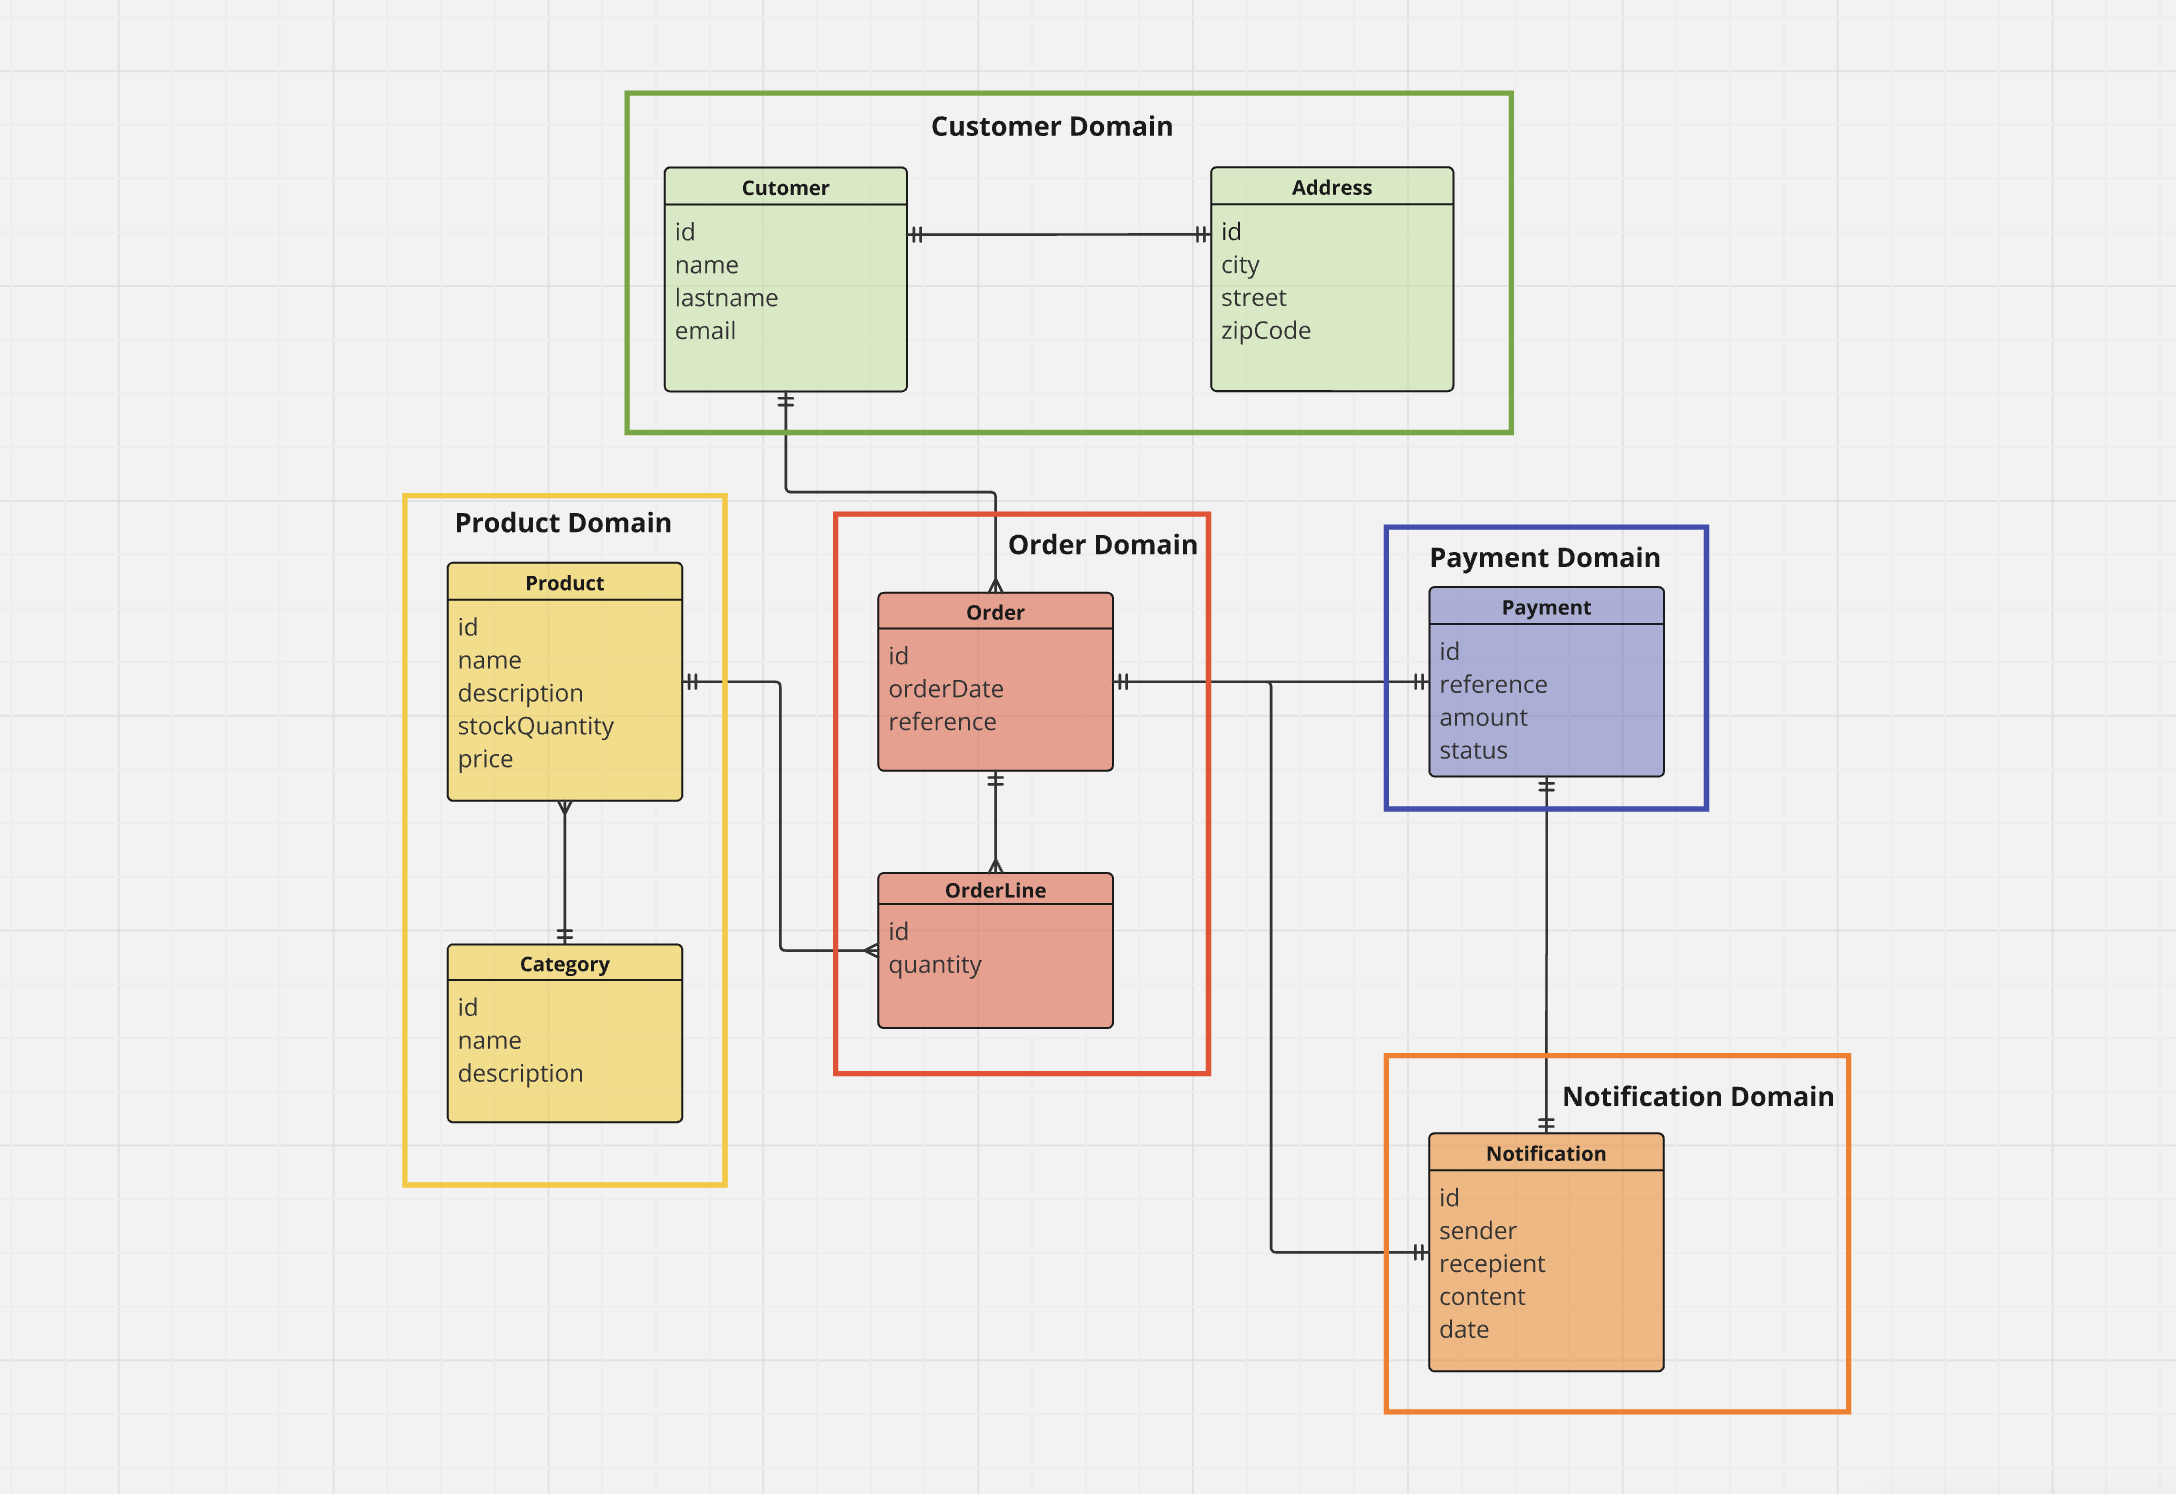 Customer Domain
Cutomer
id
name
lastname
email
Address
id
city
street
zipCode
Product Domain
Product
id
name
description
stockQuantity
price
Category
id
name
description
Order Domain
Order
id
orderDate
reference
OrderLine
id
quantity
Payment Domain
Payment
id
reference
amount
status
Notification Domain
Notification
id
sender
recepient
content
date